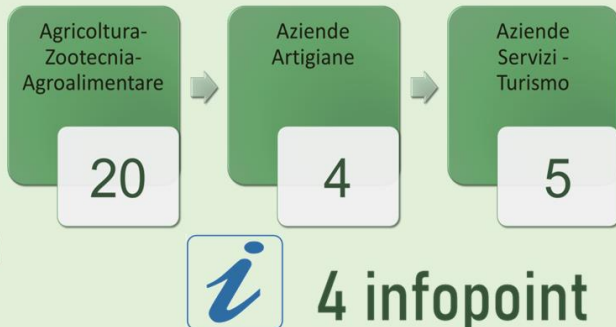 Agricoltura-
Zootecnia-
Agroalimentare
20
Aziende
Artigiane
4
Aziende
Servizi -
Turismo
5
i
4 infopoint